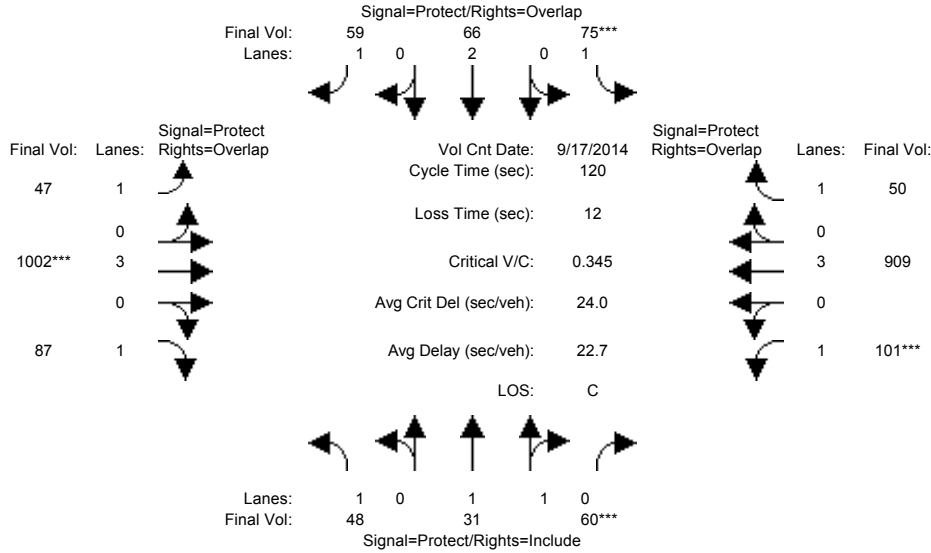 Signal=Protect/Rights=Overlap
Final Vol: 59 66 75***
Lanes: 1 0 2 0 1
Signal=Protect Signal=Protect
Final Vol: Lanes: Rights=Overlap Vol Cnt Date: 9/17/2014 Rights=Overlap Lanes: Final Vol:
Cycle Time (sec): 120
47 1 1 50
Loss Time (sec): 12
0 0
1002*** 3 Critical V/C: 0.345 3 909
0 Avg Crit Del (sec/veh): 24.0 0
87 1 Avg Delay (sec/veh): 22.7 1 101***
LOS: C
Lanes: 1 0 1 1 0
Final Vol: 48 31 60***
Signal=Protect/Rights=Include